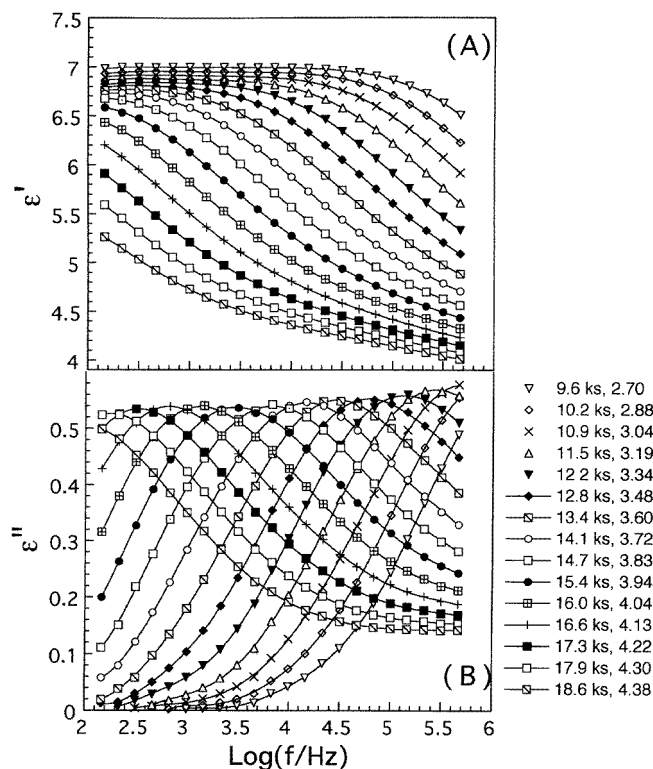 7.5
(A)
7
6.5
6
ε'
5.5
5
4.5
4
(B)
0.5
0.4
ε"
0.3
0.2
0.1
0
2
2.5
3
3.5
4
4.5
5
5.5
6
Log(f/Hz)
9.6 ks, 2.70
10.2 ks, 2.88
10.9 ks, 3.04
11.5 ks, 3.19
12.2 ks, 3.34
12.8 ks, 3.48
13.4 ks, 3.60
14.1 ks, 3.72
14.7 ks, 3.83
15.4 ks, 3.94
16.0 ks, 4.04
16.6 ks, 4.13
17.3 ks, 4.22
17.9 ks, 4.30
18.6 ks, 4.38